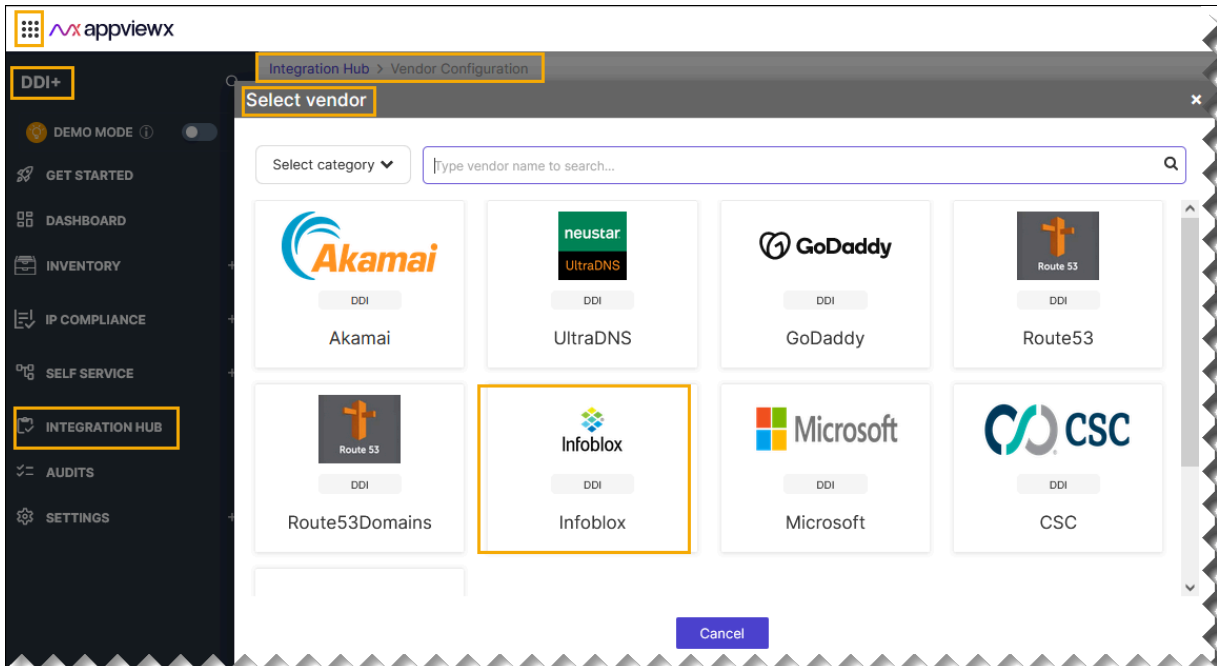 appviewx
DDI+
Integration Hub > Vendor Configuration
Select vendor
×
DEMO MODE
GET STARTED
DASHBOARD
INVENTORY +
IP COMPLIANCE +
SELF SERVICE +
INTEGRATION HUB
AUDITS
SETTINGS +
Select category
Type vendor name to search...
Akamai
DDI
Akamai
neustar
UltraDNS
DDI
UltraDNS
GoDaddy
DDI
GoDaddy
Route 53
DDI
Route53
Route 53
DDI
Route53Domains
Infoblox
DDI
Infoblox
Microsoft
DDI
Microsoft
CSC
DDI
CSC
Cancel